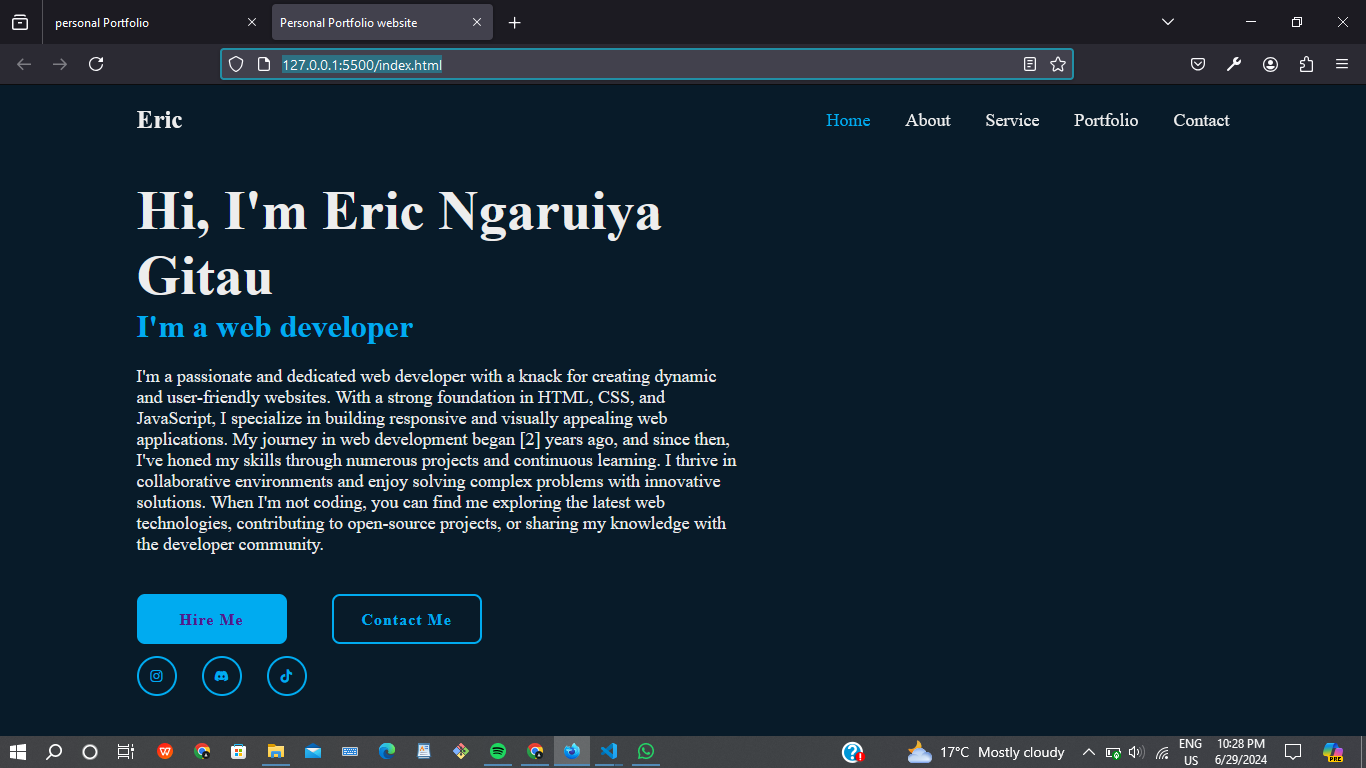 personal Portfolio
Personal Portfolio website
127.0.0.1:5500/index.html
Eric
Home About Service Portfolio Contact
Hi, I'm Eric Ngaruiya
Gitau
I'm a web developer
I'm a passionate and dedicated web developer with a knack for creating dynamic
and user-friendly websites. With a strong foundation in HTML, CSS, and
JavaScript, I specialize in building responsive and visually appealing web
applications. My journey in web development began [2] years ago, and since then,
I've honed my skills through numerous projects and continuous learning. I thrive in
collaborative environments and enjoy solving complex problems with innovative
solutions. When I'm not coding, you can find me exploring the latest web
technologies, contributing to open-source projects, or sharing my knowledge with
the developer community.
Hire Me Contact Me
17°C Mostly cloudy
ENG
US
10:28 PM
6/29/2024
PRE